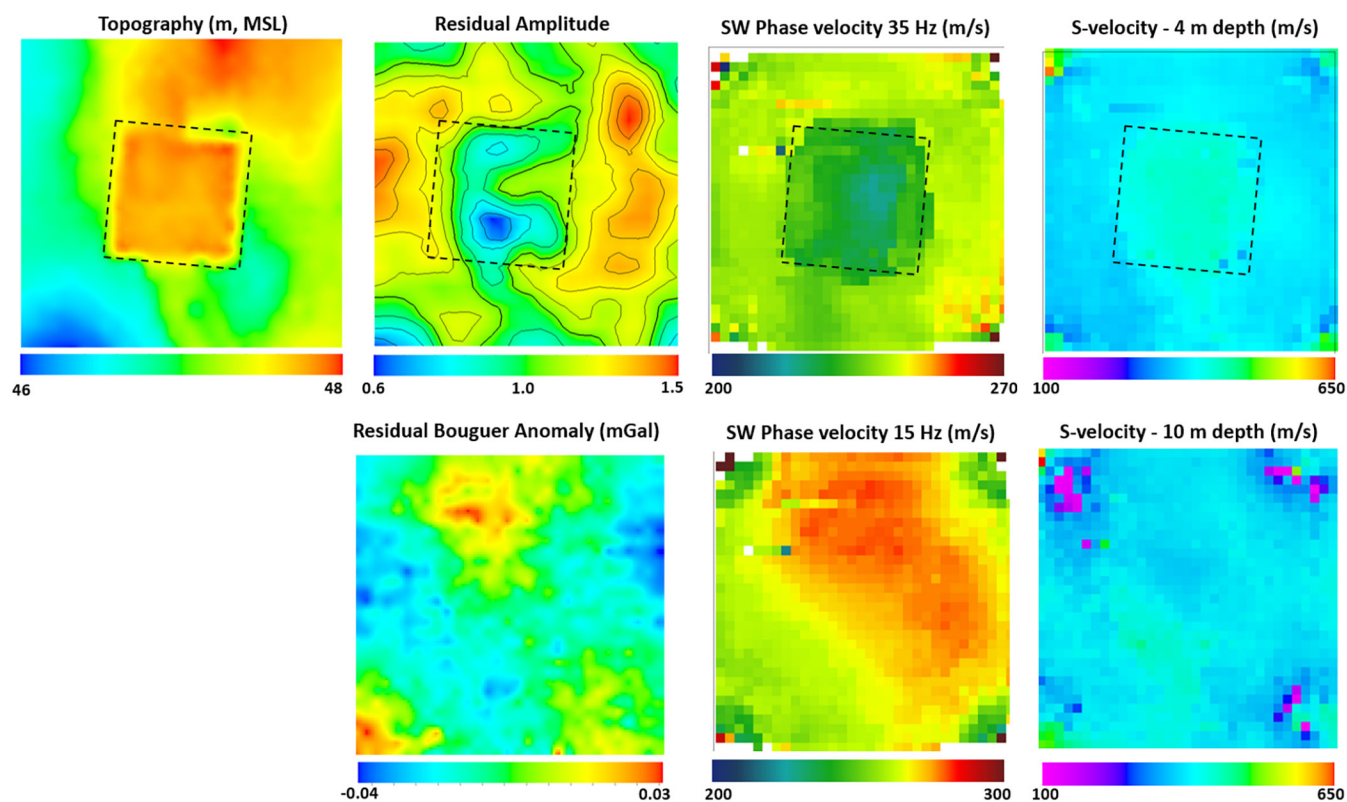 Topography (m, MSL)
Residual Amplitude
SW Phase velocity 35 Hz (m/s)
S-velocity - 4 m depth (m/s)
46
48
0.6
1.0
1.5
200
270
100
650
Residual Bouguer Anomaly (mGal)
SW Phase velocity 15 Hz (m/s)
S-velocity - 10 m depth (m/s)
-0.04
0.03
200
300
100
650